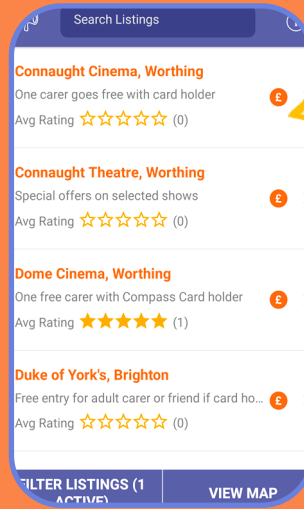 Search Listings
Connaught Cinema, Worthing
One carer goes free with card holder
£
Avg Rating (0)
Connaught Theatre, Worthing
Special offers on selected shows
£
Avg Rating (0)
Dome Cinema, Worthing
One free carer with Compass Card holder
£
Avg Rating (1)
Duke of York's, Brighton
Free entry for adult carer or friend if card ho...
£
Avg Rating (0)
FILTER LISTINGS (1
ACTIVE)
VIEW MAP